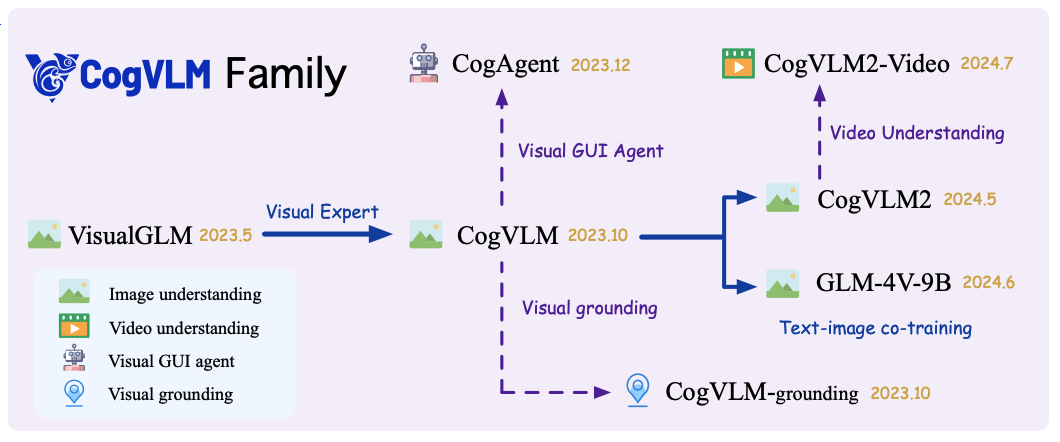 CogVLM Family
CogAgent 2023.12
CogVLM2-Video 2024.7
Visual GUI Agent
Video Understanding
VisualGLM 2023.5
Visual Expert
CogVLM 2023.10
CogVLM2 2024.5
GLM-4V-9B 2024.6
Text-image co-training
Visual grounding
CogVLM-grounding 2023.10
Image understanding
Video understanding
Visual GUI agent
Visual grounding